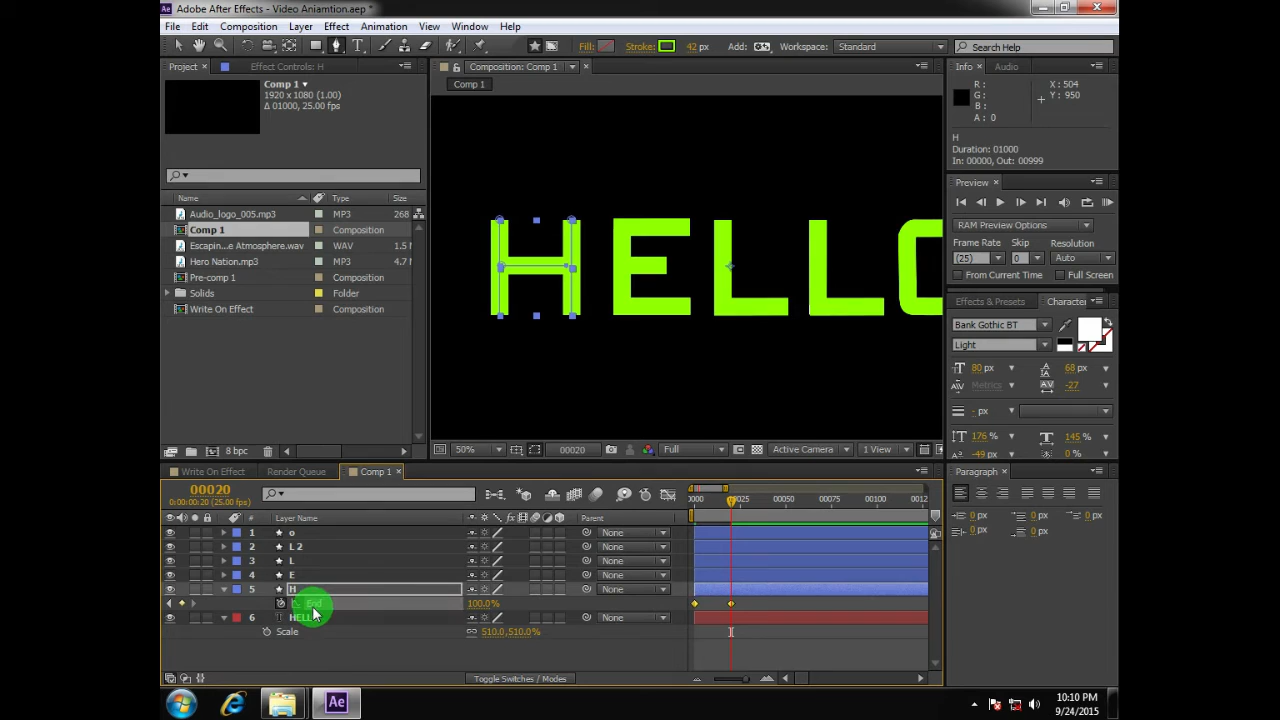 Adobe After Effects - Video Aniamtion.aep *
File Edit Composition Layer Effect Animation View Window Help
Fill: Stroke: 42 px Add: Workspace: Standard Search Help
Project Effect Controls: H
Comp 1
1920 x 1080 (1.00)
Δ 01000, 25.00 fps
Name Type Size
Audio_logo_005.mp3 MP3 268
Comp 1 Composition
Escapin...e Atmosphere.wav WAV 1.5 M
Hero Nation.mp3 MP3 4.7 M
Pre-comp 1 Composition
Solids Folder
Write On Effect Composition
8 bpc
Composition: Comp 1
Comp 1
HELLO
50% 00020 Full Active Camera 1 View
Info Audio
R:
G:
B:
A: 0
X: 504
Y: 950
H
Duration: 01000
In: 00000, Out: 00999
Preview
RAM Preview Options
Frame Rate Skip Resolution
(25) 0 Auto
From Current Time Full Screen
Effects & Presets Character
Bank Gothic BT
Light
80 px 68 px
Metrics -27
- px
176 % 145 %
-49 px 0 %
Paragraph
0 px 0 px 0 px
0 px 0 px
Write On Effect Render Queue Comp 1
00020
0:00:00:20 (25.00 fps)
0000 00025 00050 00075 00100 0012
# Layer Name Parent
1 o None
2 L 2 None
3 L None
4 E None
5 H None
End 100.0%
6 HELL None
Scale 510.0,510.0%
Toggle Switches / Modes
Ae
10:10 PM
9/24/2015